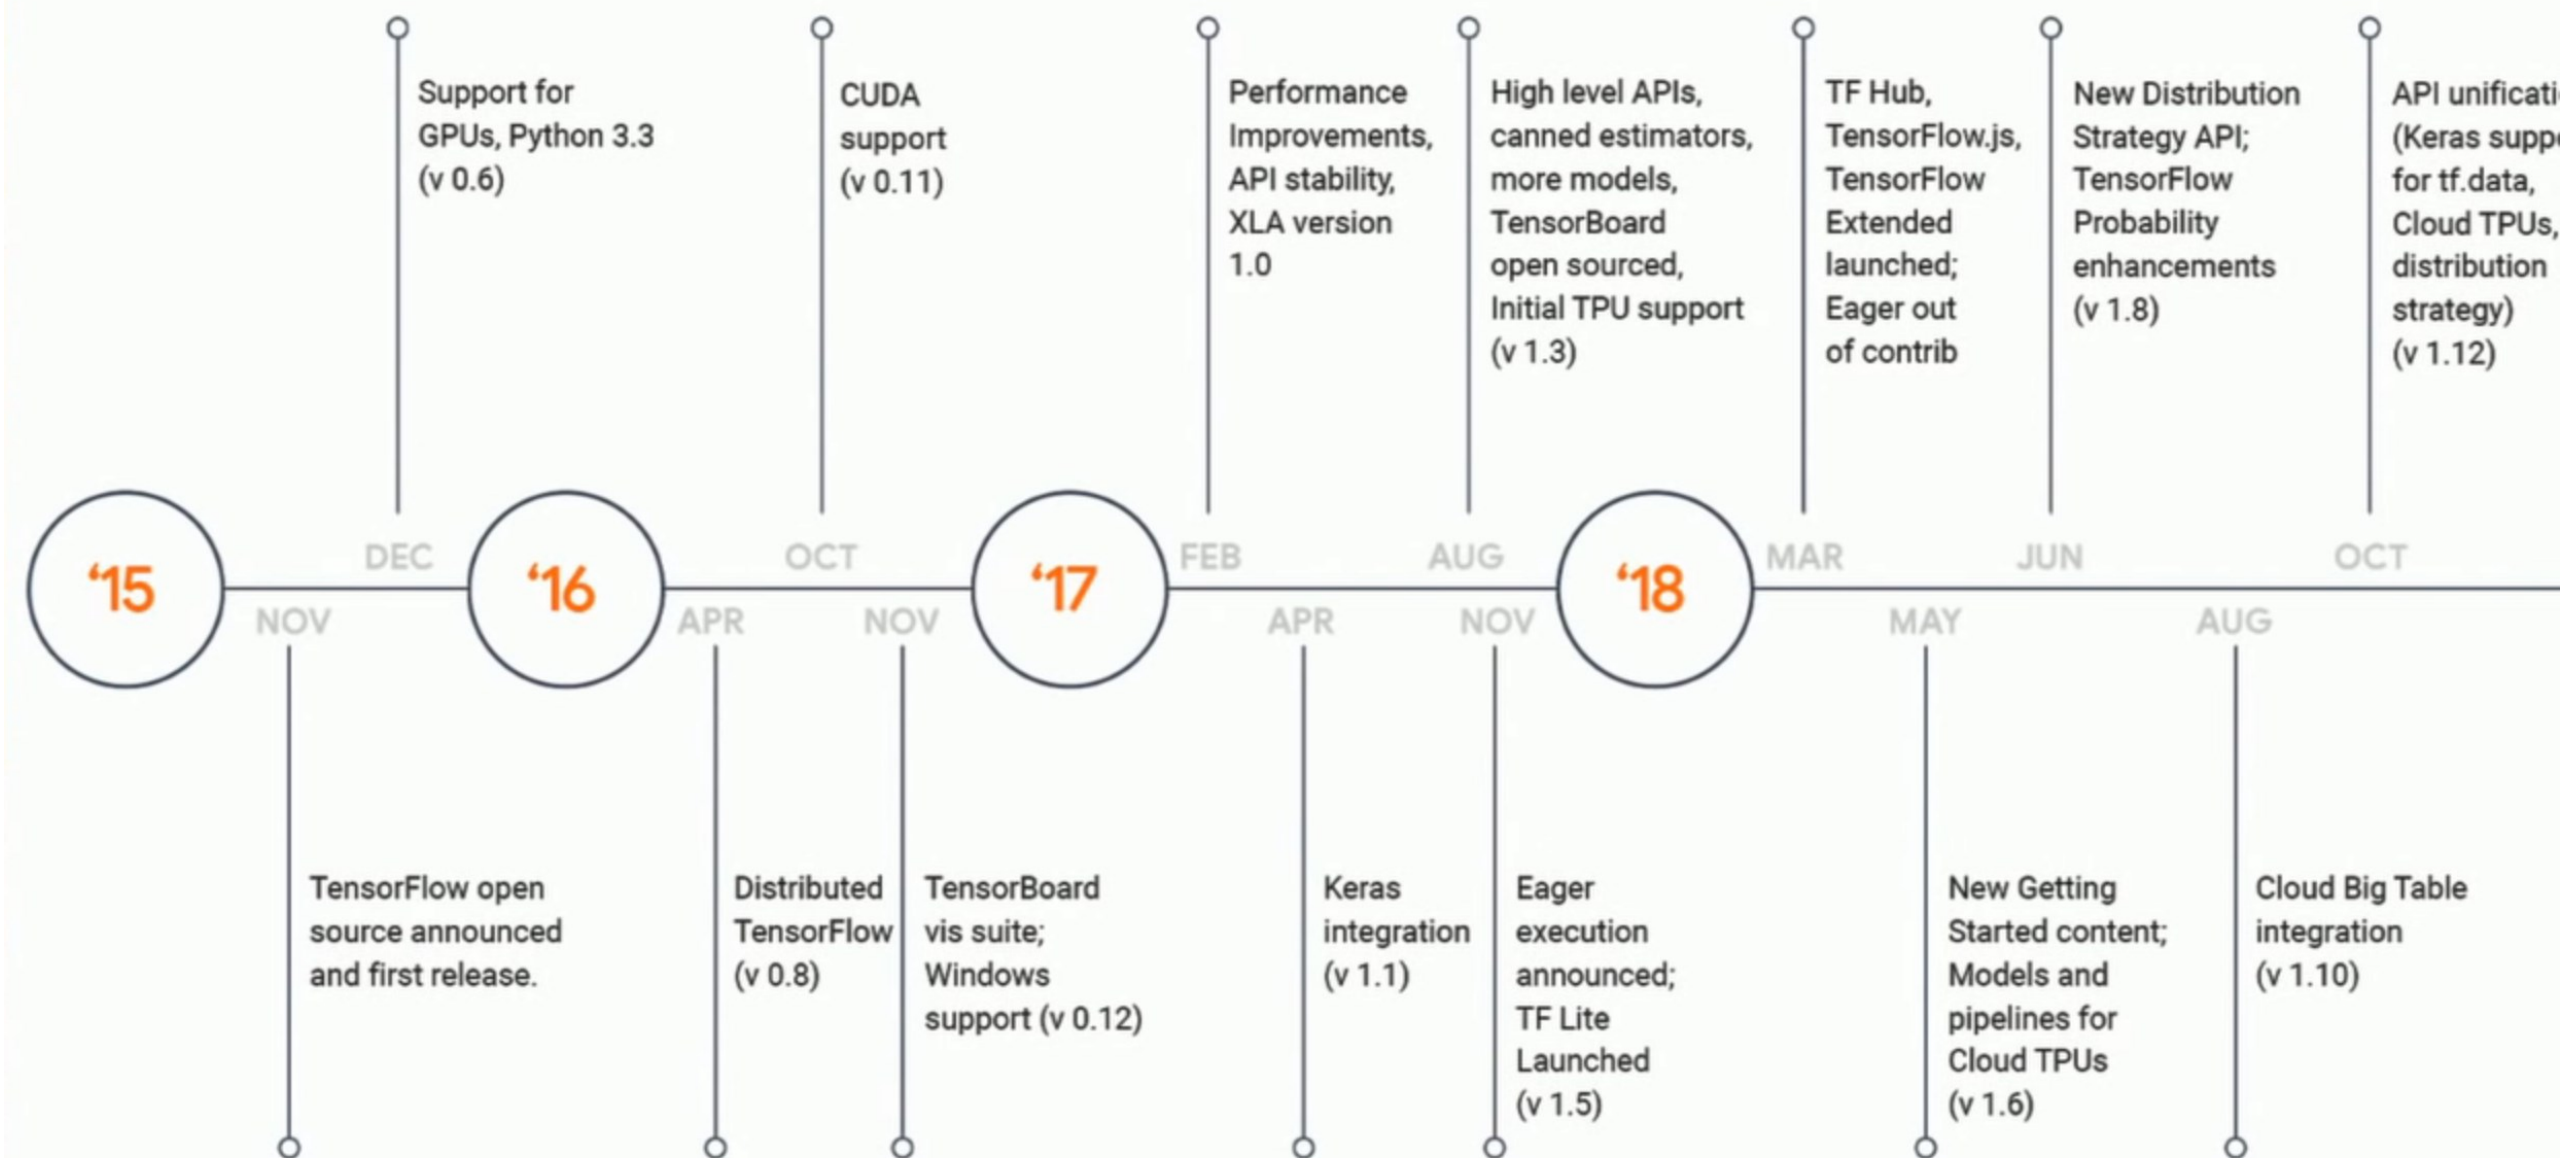 Support for
GPUs, Python 3.3
(v 0.6)
CUDA
support
(v 0.11)
Performance
Improvements,
API stability,
XLA version
1.0
High level APIs,
canned estimators,
more models,
TensorBoard
open sourced,
Initial TPU support
(v 1.3)
TF Hub,
TensorFlow.js,
TensorFlow
Extended
launched;
Eager out
of contrib
New Distribution
Strategy API;
TensorFlow
Probability
enhancements
(v 1.8)
API unificati
(Keras suppo
for tf.data,
Cloud TPUs,
distribution
strategy)
(v 1.12)
DEC OCT FEB AUG MAR JUN OCT
‘15 ‘16 ‘17 ‘18
NOV APR NOV APR NOV MAY AUG
TensorFlow open
source announced
and first release.
Distributed
TensorFlow
(v 0.8)
TensorBoard
vis suite;
Windows
support (v 0.12)
Keras
integration
(v 1.1)
Eager
execution
announced;
TF Lite
Launched
(v 1.5)
New Getting
Started content;
Models and
pipelines for
Cloud TPUs
(v 1.6)
Cloud Big Table
integration
(v 1.10)